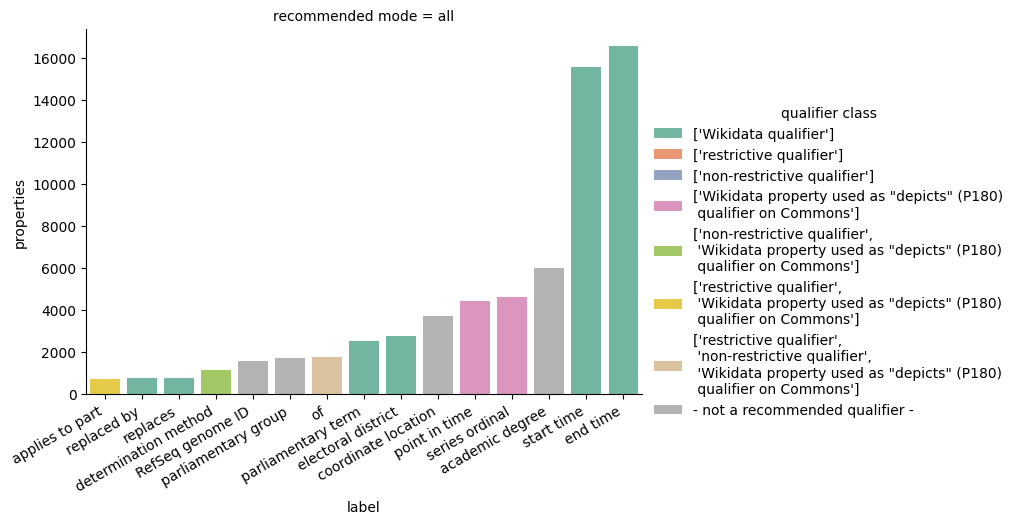 recommended mode = all
properties
16000
14000
12000
10000
8000
6000
4000
2000
0
applies to part
replaced by
replaces
determination method
RefSeq genome ID
parliamentary group
of
parliamentary term
electoral district
coordinate location
point in time
series ordinal
academic degree
start time
end time
label
qualifier class
['Wikidata qualifier']
['restrictive qualifier']
['non-restrictive qualifier']
['Wikidata property used as "depicts" (P180)
qualifier on Commons']
['non-restrictive qualifier',
'Wikidata property used as "depicts" (P180)
qualifier on Commons']
['restrictive qualifier',
'Wikidata property used as "depicts" (P180)
qualifier on Commons']
['restrictive qualifier',
'non-restrictive qualifier',
'Wikidata property used as "depicts" (P180)
qualifier on Commons']
- not a recommended qualifier -